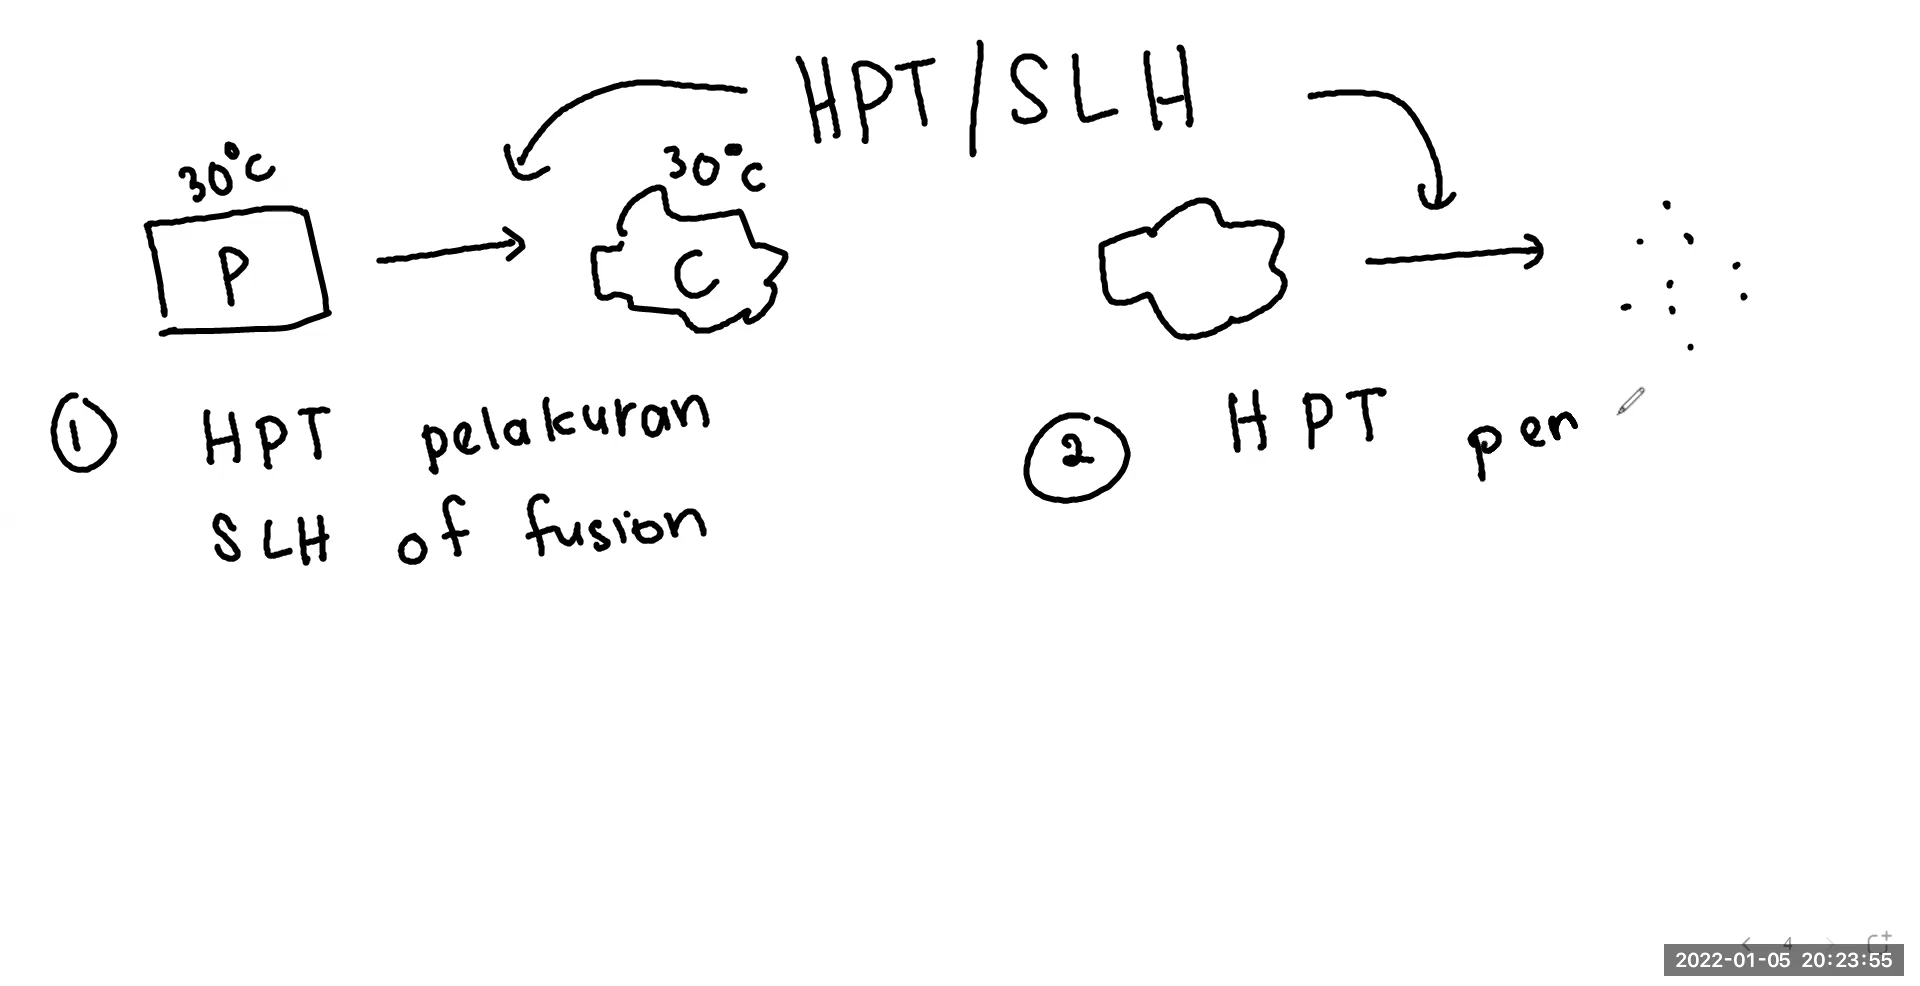 HPT/SLH
30°C
30°C
P
C
① HPT pelakuran
SLH of fusion
② HPT pen
4
2022-01-05 20:23:55